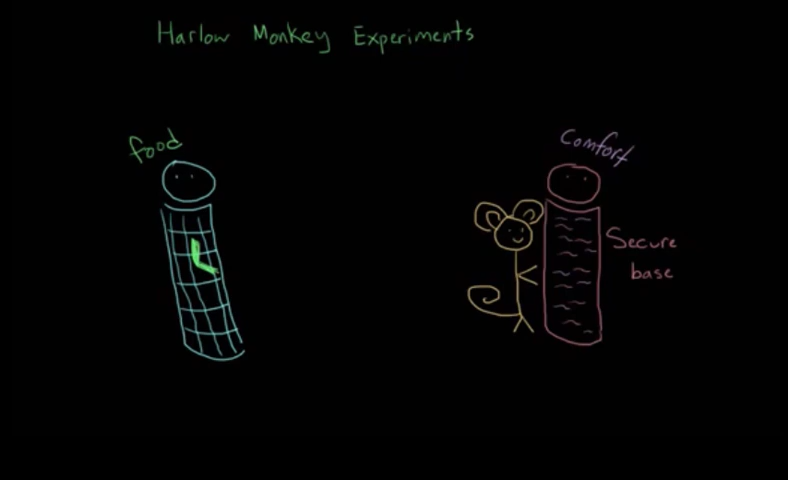 Harlow Monkey Experiments
food
Comfort
Secure
base